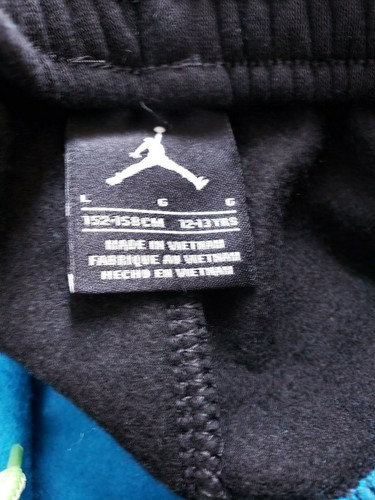 L G G
152-158CM 12-13YRS
MADE IN VIETNAM
FABRIQUE AU VIETNAM
HECHO EN VIETNAM